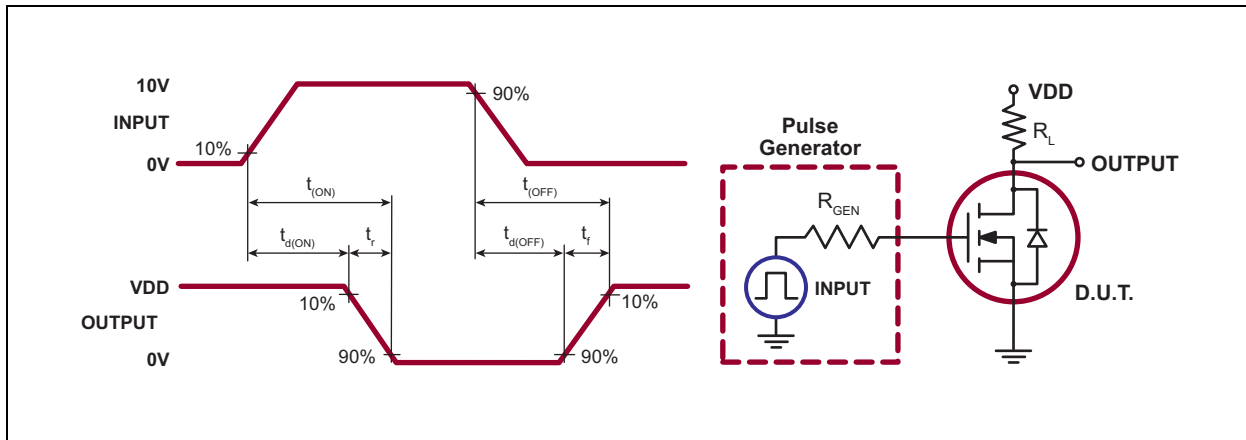 10V
90%
INPUT
10%
0V
t(ON)
t(OFF)
td(ON)
tr
td(OFF)
tf
VDD
10%
10%
OUTPUT
90%
90%
0V
Pulse
Generator
RGEN
INPUT
VDD
RL
OUTPUT
D.U.T.